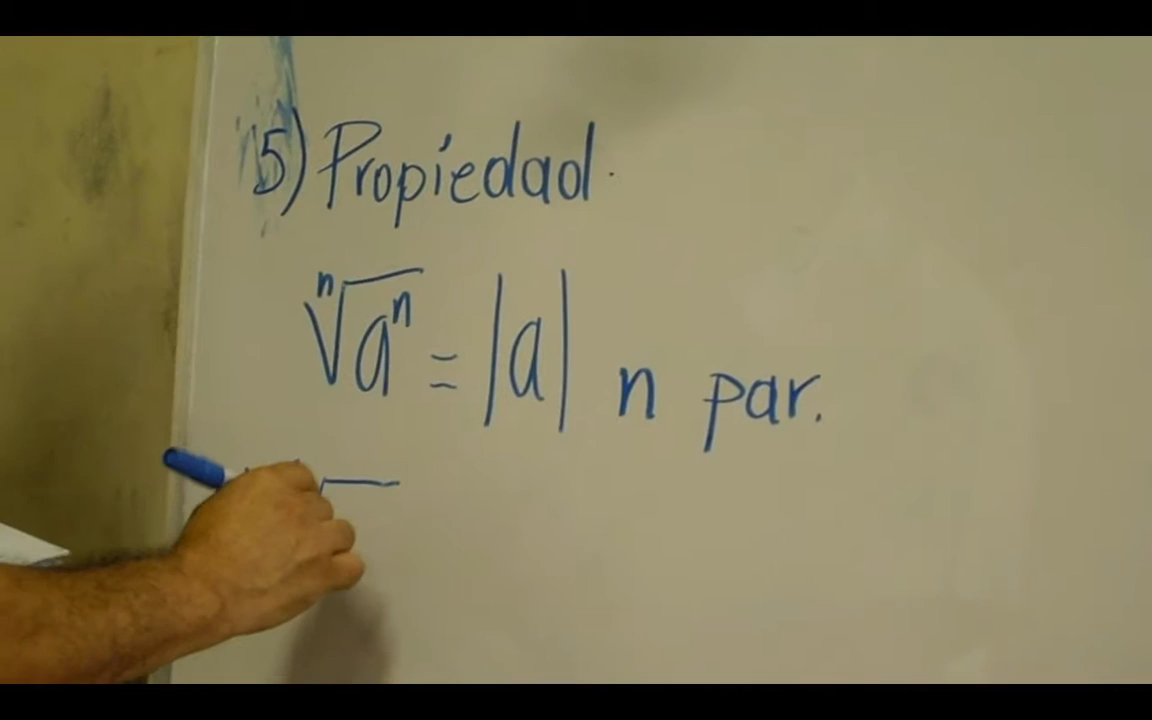 5) Propiedad.
ⁿ√aⁿ = |a| n par.